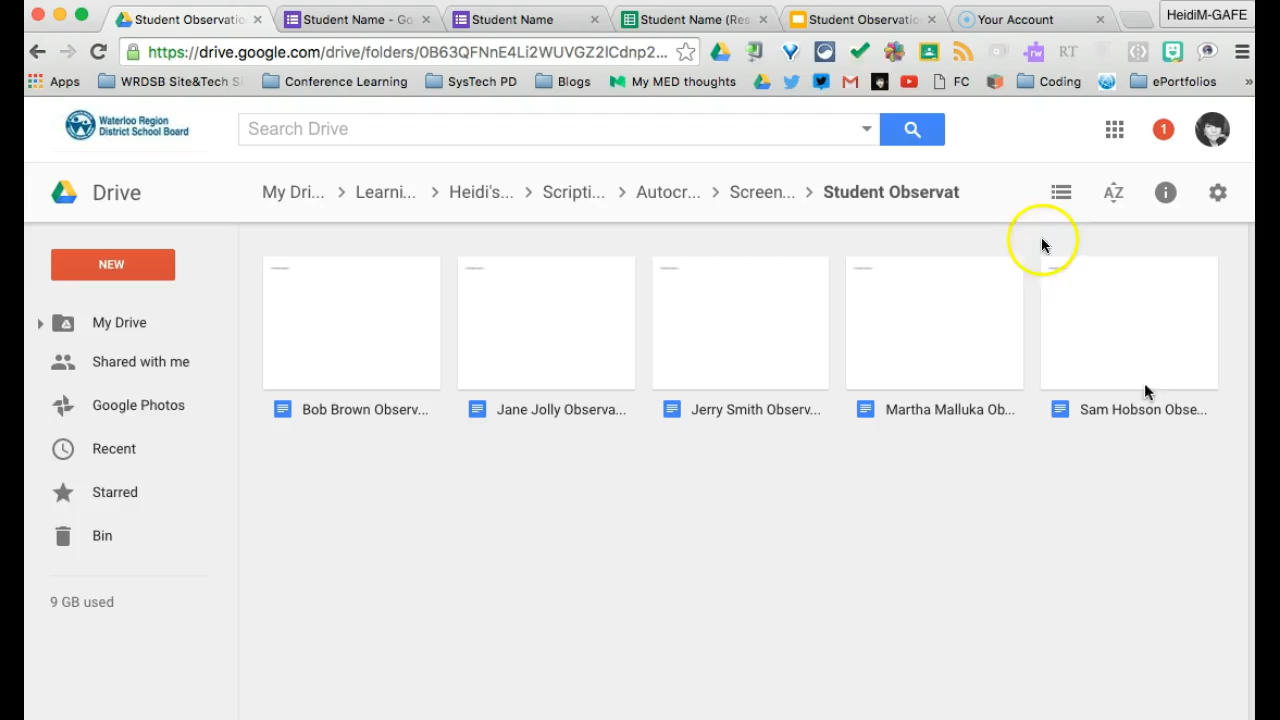 Student Observatio
Student Name - Go
Student Name
Student Name (Res
Student Observatio
Your Account
HeidiM-GAFE
https://drive.google.com/drive/folders/0B63QFNnE4Li2WUVGZ2lCdnp2...
Apps
WRDSB Site&Tech S
Conference Learning
SysTech PD
Blogs
My MED thoughts
FC
Coding
ePortfolios
»
Waterloo Region
District School Board
Search Drive
1
Drive
My Dri... > Learni... > Heidi's... > Scripti... > Autocr... > Screen... > Student Observat
AZ
NEW
My Drive
Shared with me
Google Photos
Recent
Starred
Bin
9 GB used
Bob Brown Observ...
Jane Jolly Observa...
Jerry Smith Observ...
Martha Malluka Ob...
Sam Hobson Obse...